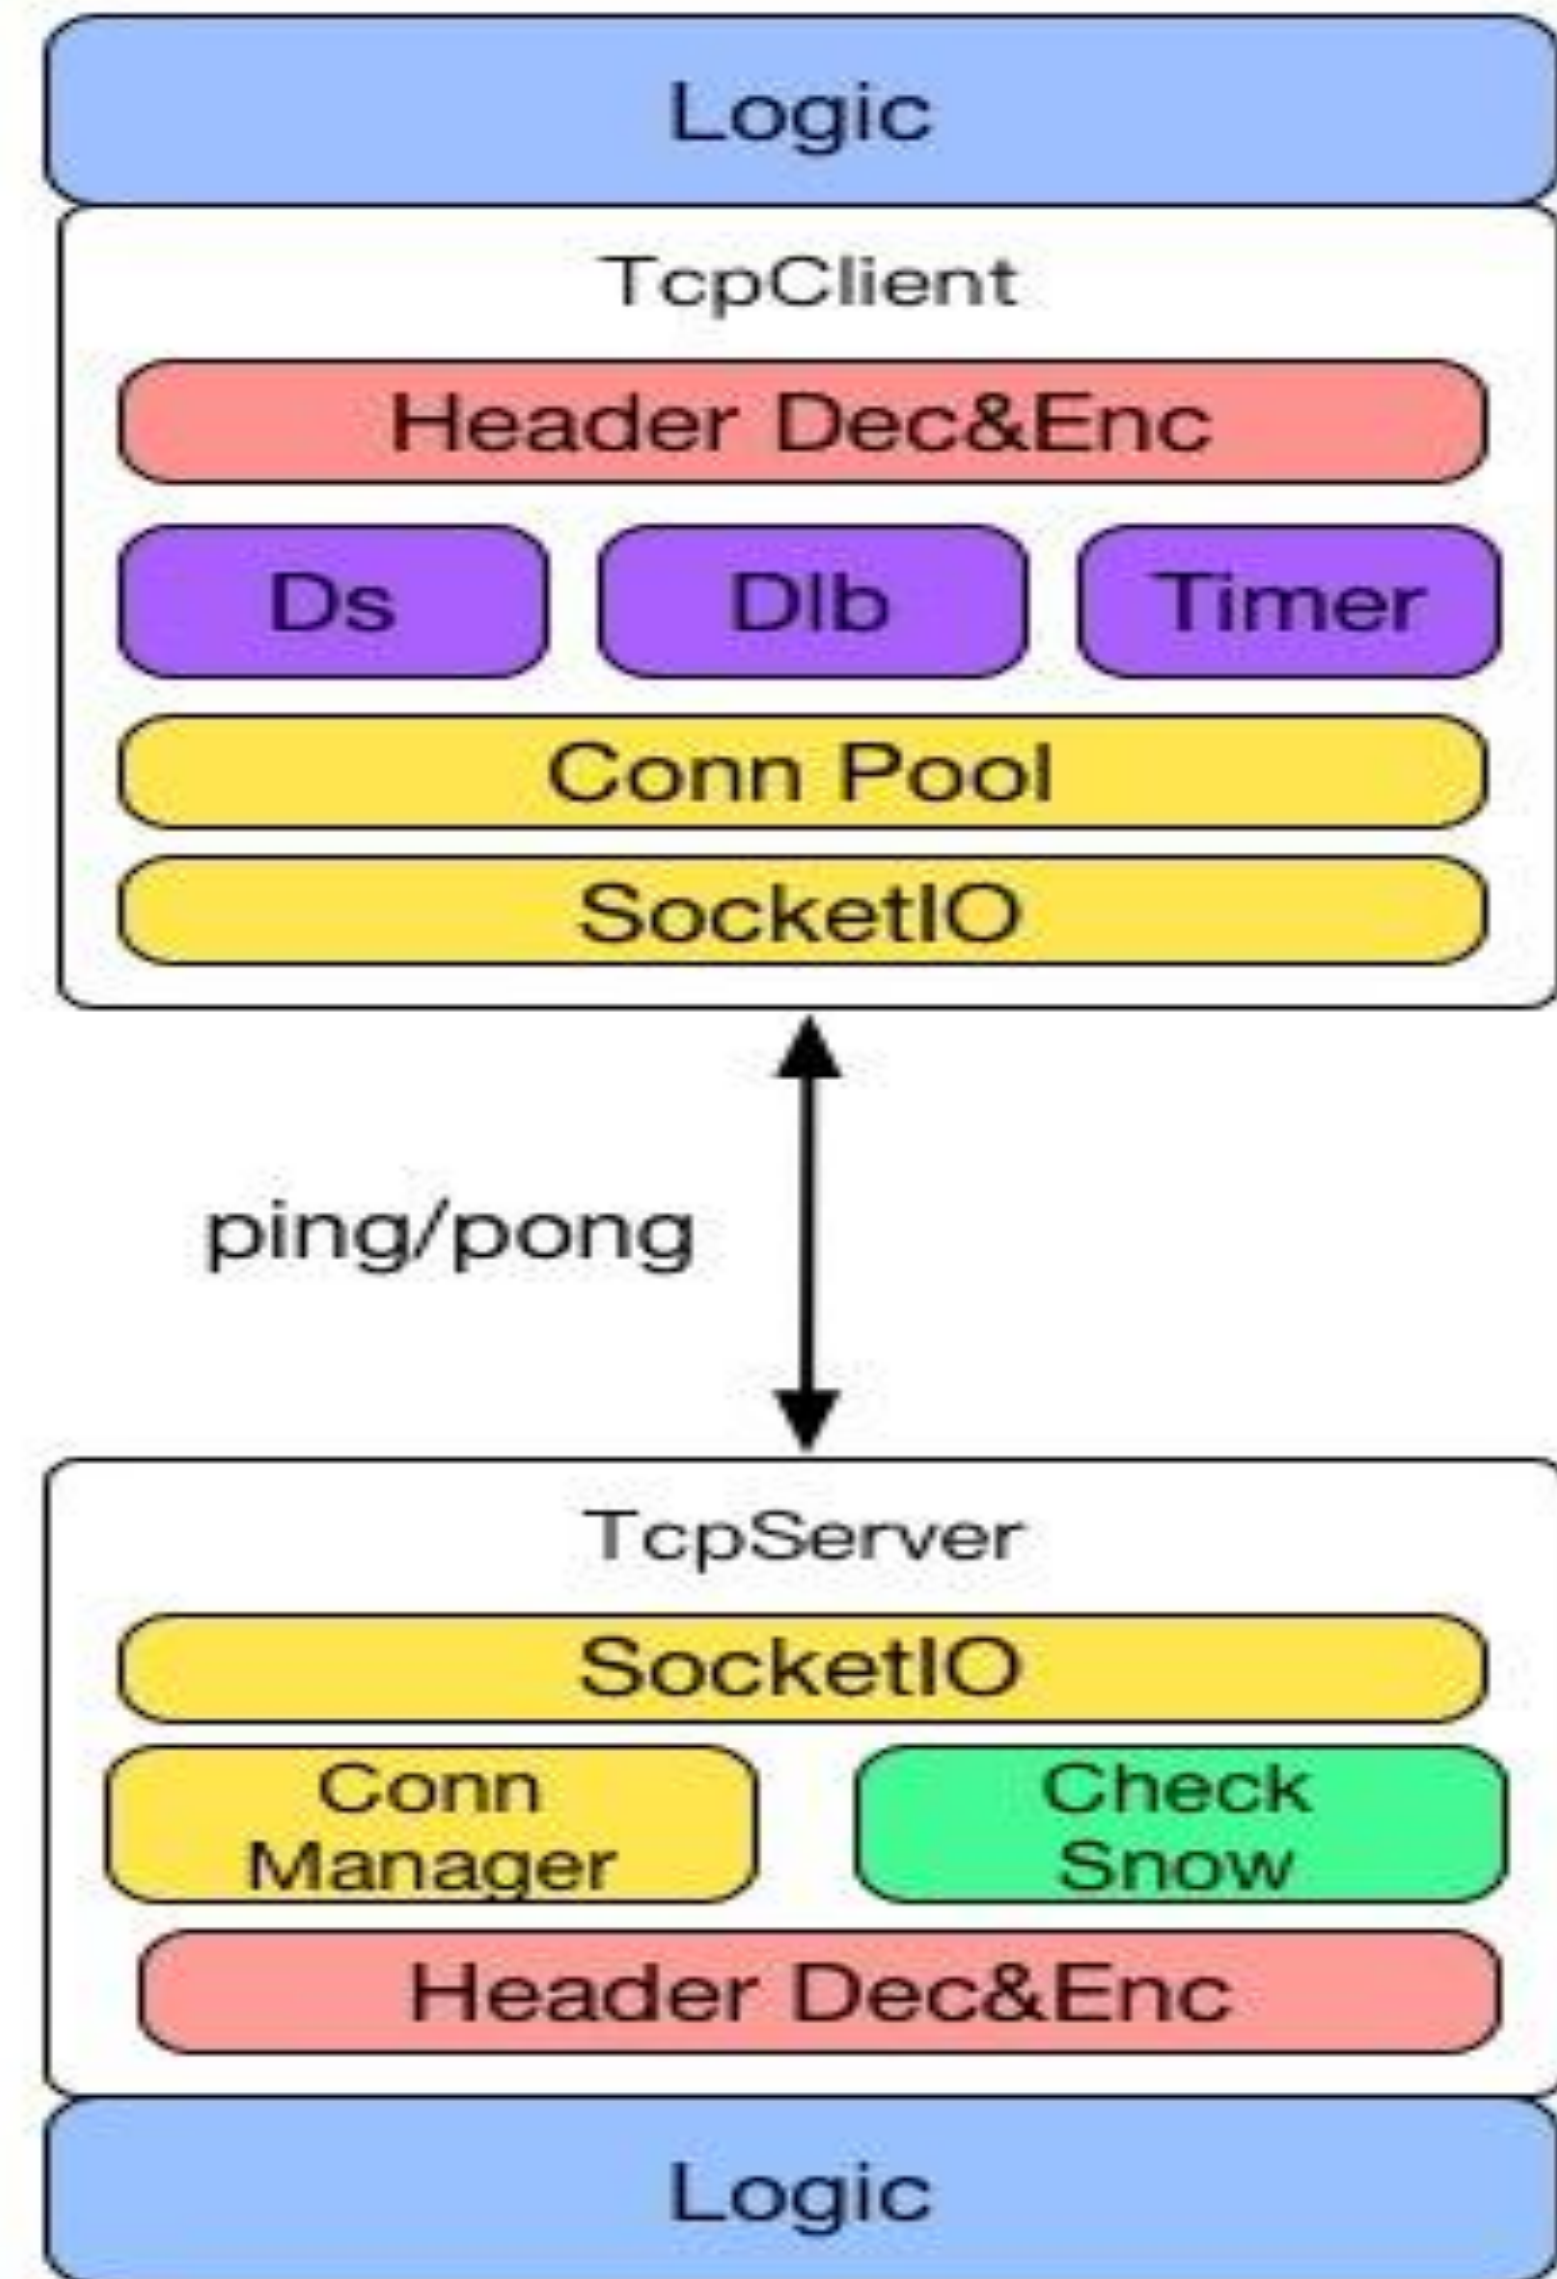 Logic
TcpClient
Header Dec&Enc
Ds
Dlb
Timer
Conn Pool
SocketIO
ping/pong
TcpServer
SocketIO
Conn
Manager
Check
Snow
Header Dec&Enc
Logic